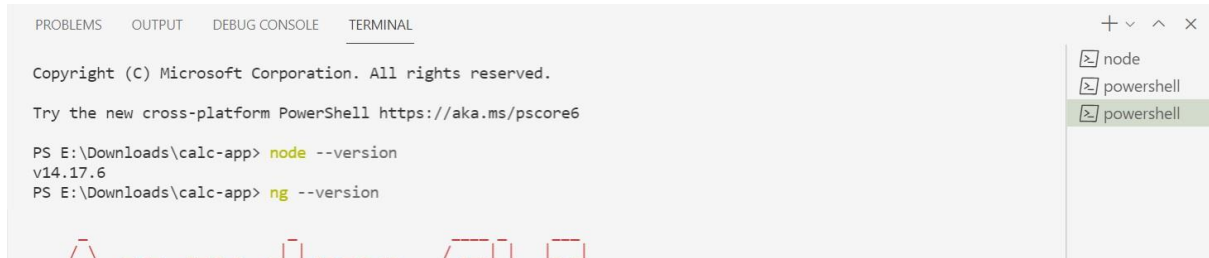 PROBLEMS OUTPUT DEBUG CONSOLE TERMINAL
Copyright (C) Microsoft Corporation. All rights reserved.
Try the new cross-platform PowerShell https://aka.ms/pscore6
PS E:\Downloads\calc-app> node --version
v14.17.6
PS E:\Downloads\calc-app> ng --version
node
powershell
powershell